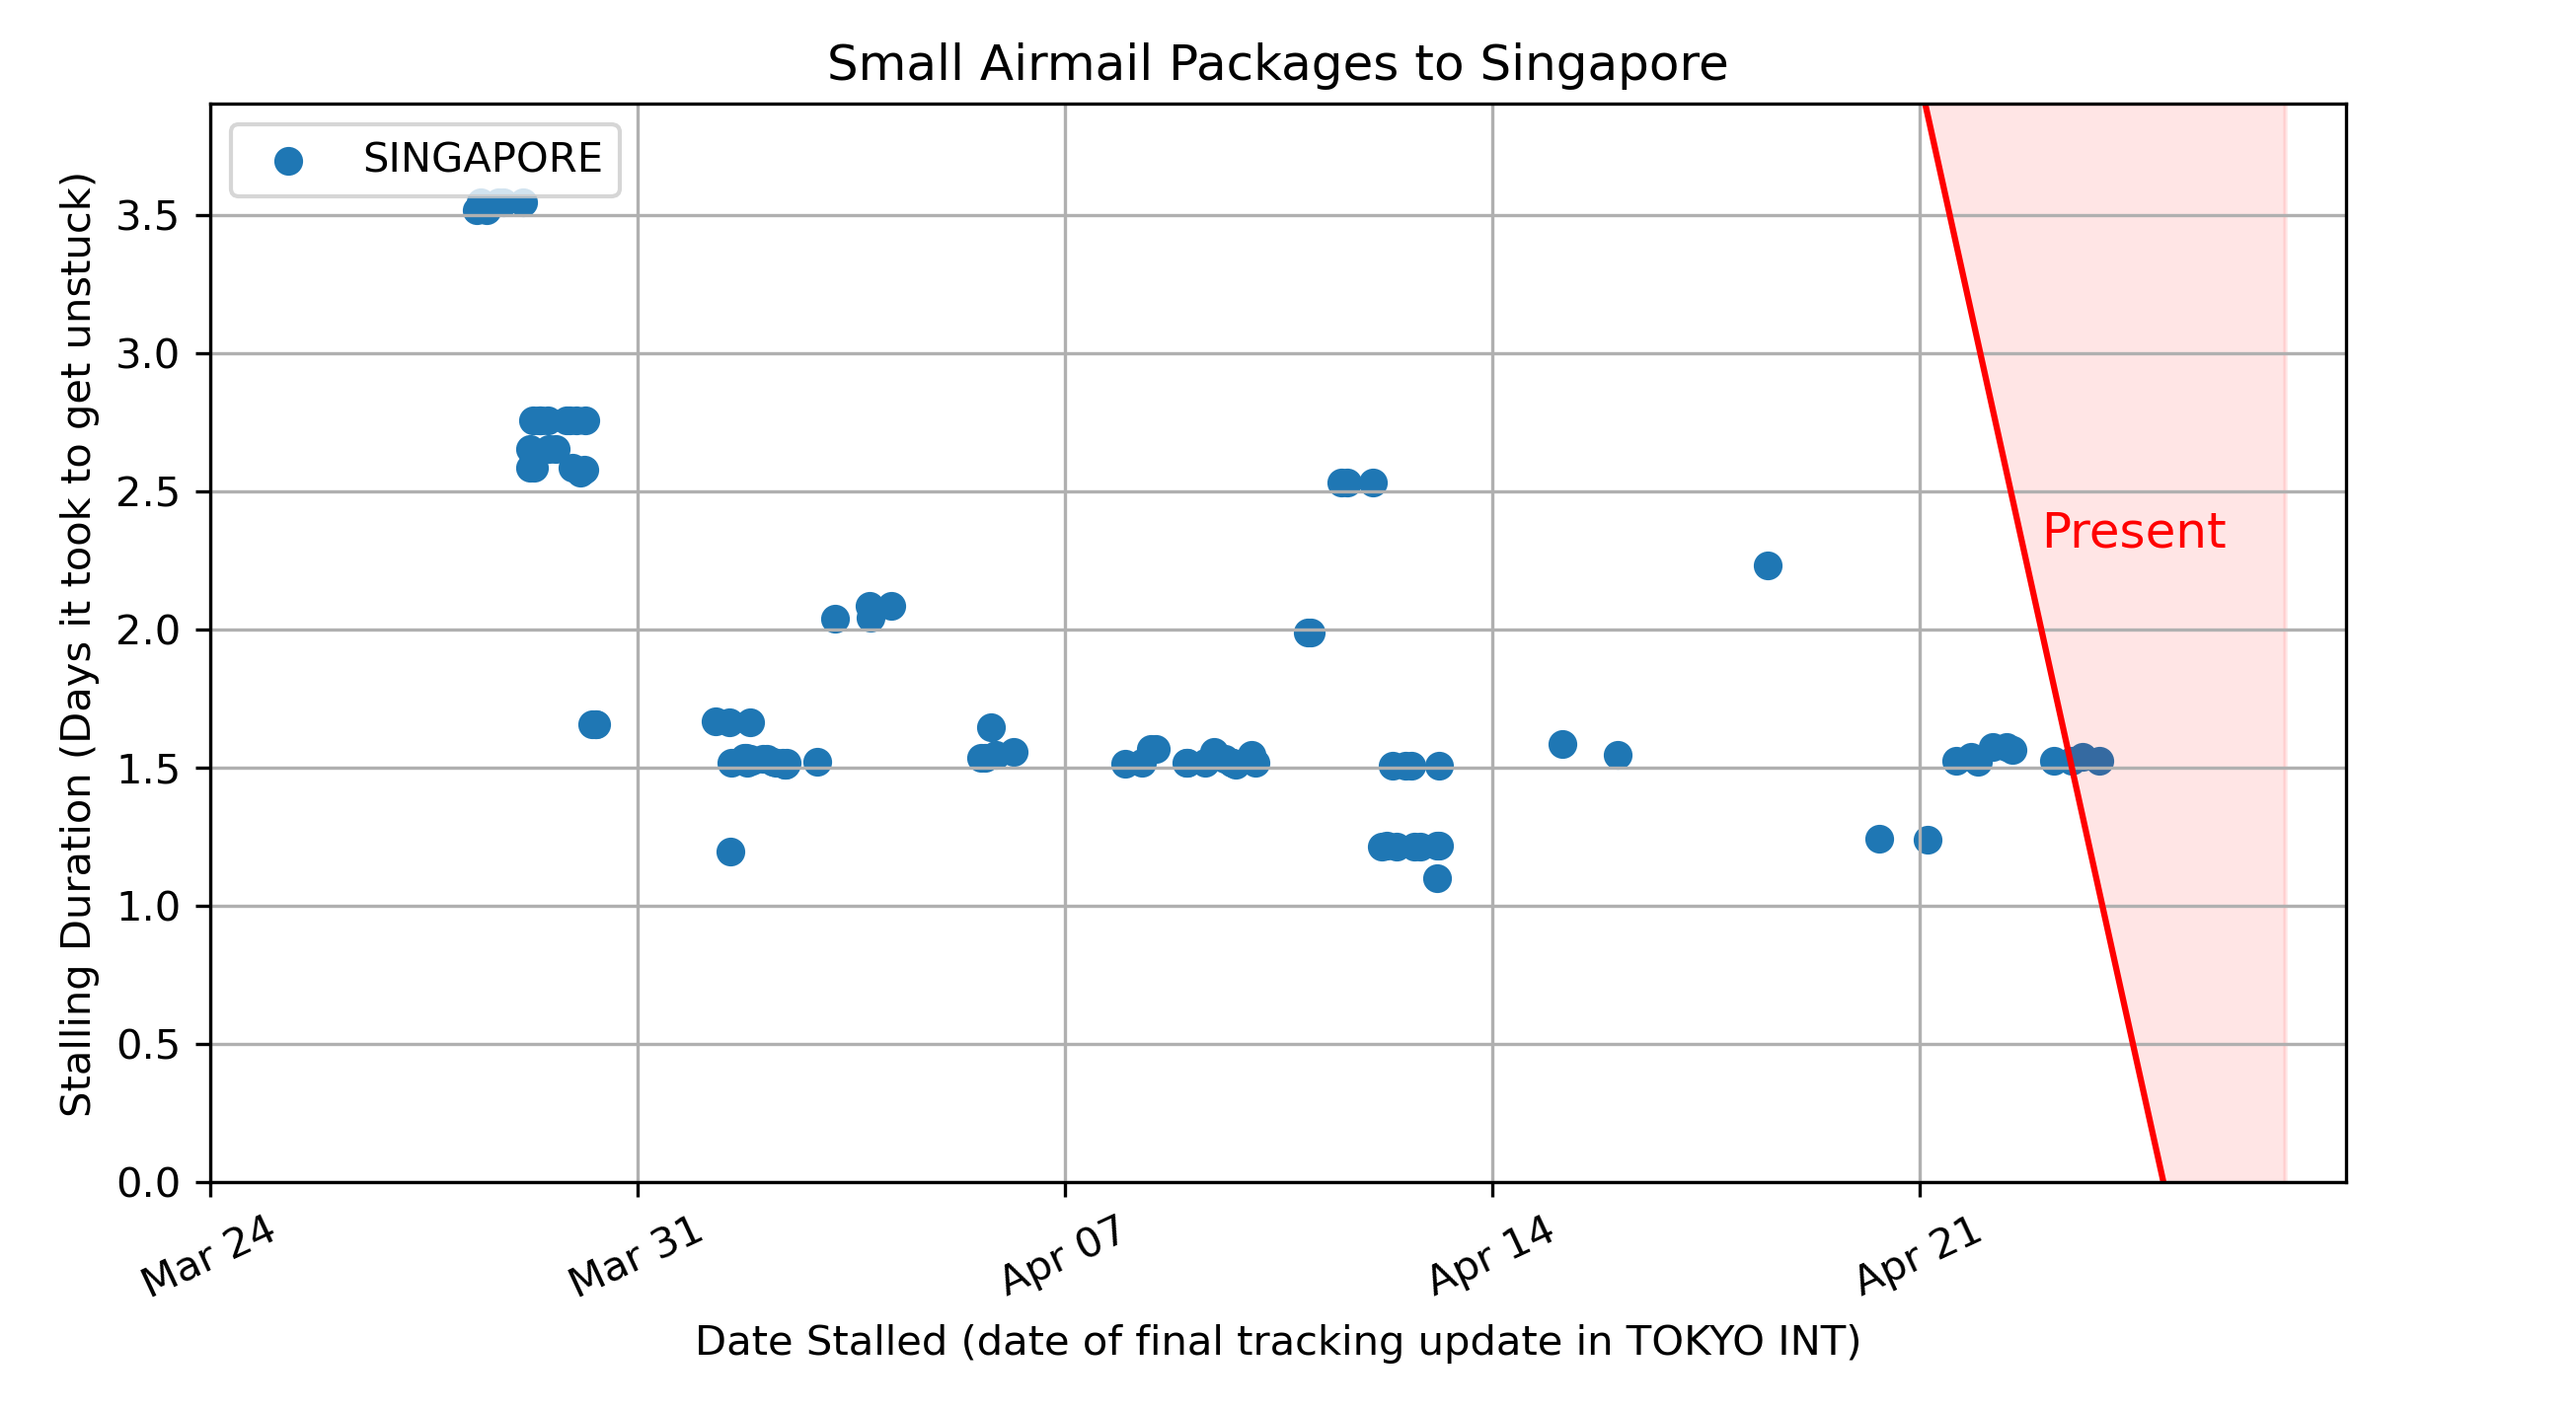 Small Airmail Packages to Singapore
SINGAPORE
Stalling Duration (Days it took to get unstuck)
3.5
3.0
2.5
2.0
1.5
1.0
0.5
0.0
Present
Mar 24
Mar 31
Apr 07
Apr 14
Apr 21
Date Stalled (date of final tracking update in TOKYO INT)